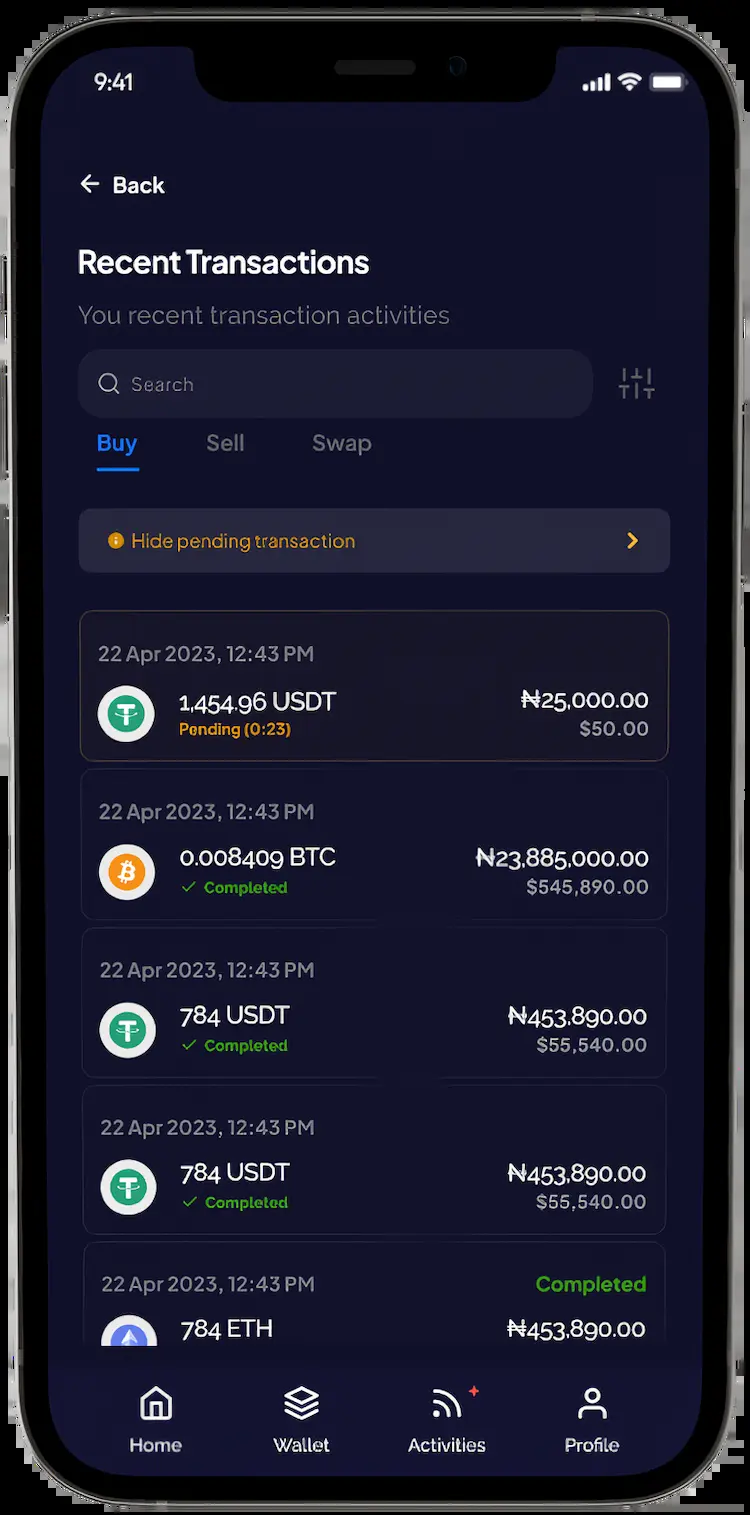 9:41
Back
Recent Transactions
You recent transaction activities
Search
Buy Sell Swap
Hide pending transaction
22 Apr 2023, 12:43 PM
1,454.96 USDT ₦25,000.00
Pending (0:23) $50.00
22 Apr 2023, 12:43 PM
0.008409 BTC ₦23,885,000.00
Completed $545,890.00
22 Apr 2023, 12:43 PM
784 USDT ₦453,890.00
Completed $55,540.00
22 Apr 2023, 12:43 PM
784 USDT ₦453,890.00
Completed $55,540.00
22 Apr 2023, 12:43 PM Completed
784 ETH ₦453,890.00
Home Wallet Activities Profile